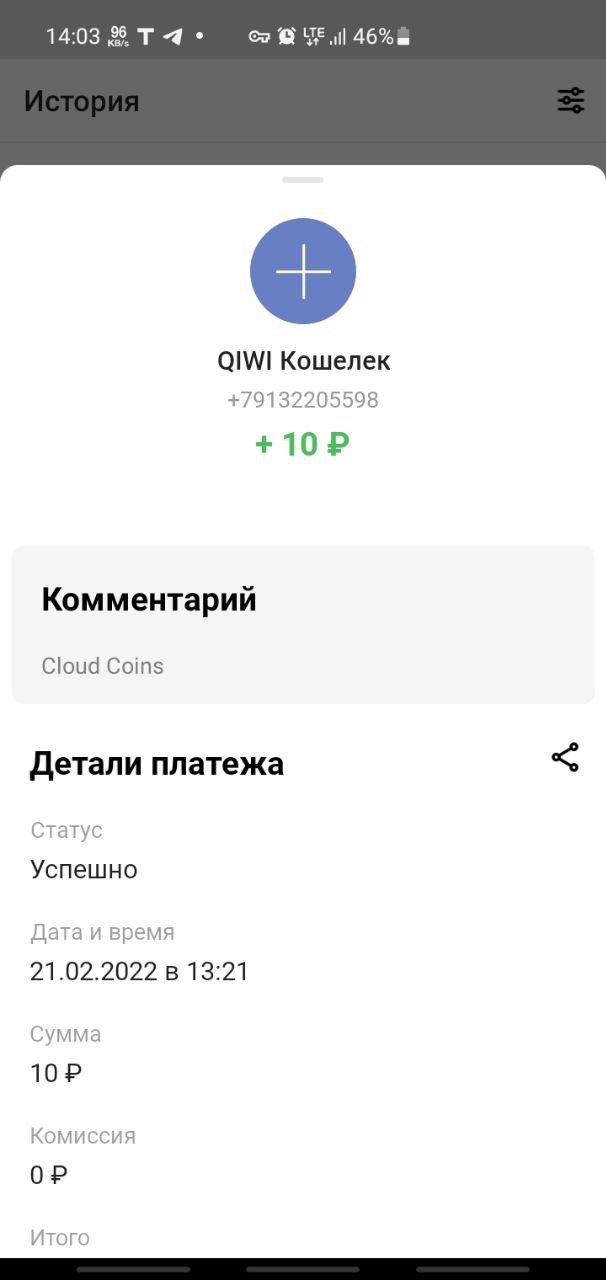 14:03 96 KB/s T LTE 46%
История
QIWI Кошелек
+79132205598
+ 10 ₽
Комментарий
Cloud Coins
Детали платежа
Статус
Успешно
Дата и время
21.02.2022 в 13:21
Сумма
10 ₽
Комиссия
0 ₽
Итого